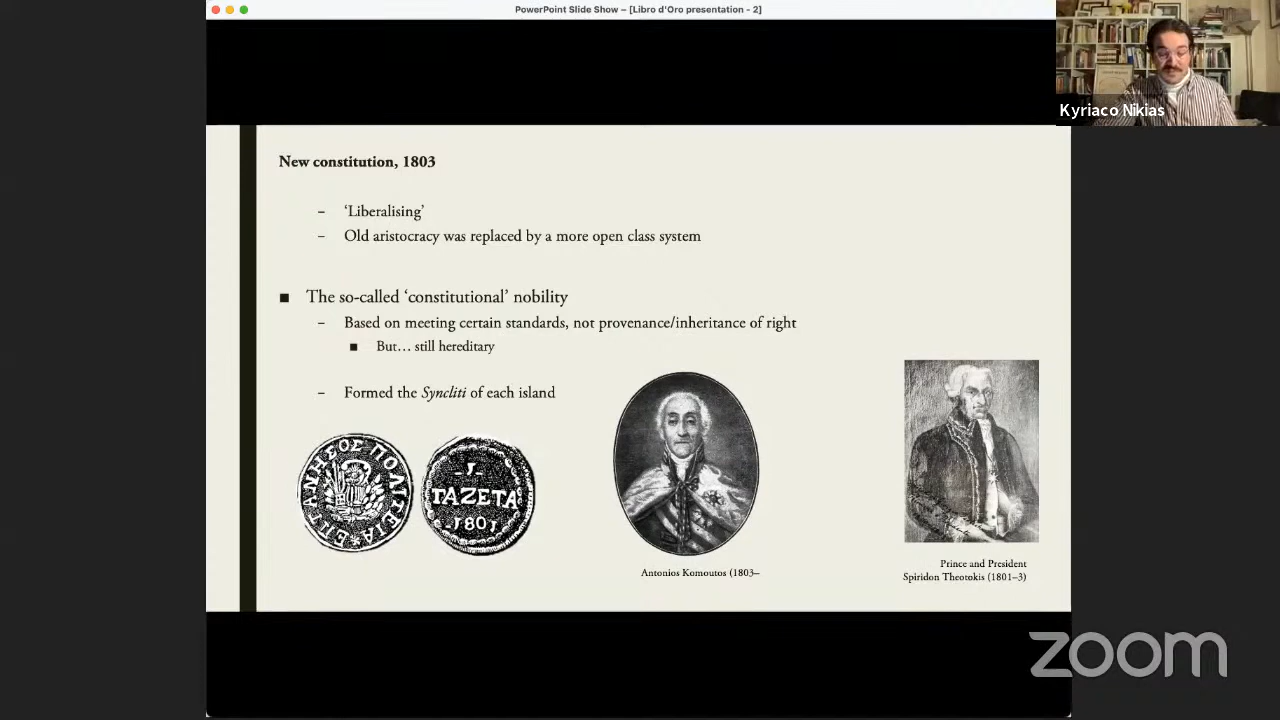 PowerPoint Slide Show – [Libro d'Oro presentation - 2]
Kyriaco Nikias
New constitution, 1803
– ‘Liberalising’
– Old aristocracy was replaced by a more open class system
■ The so-called ‘constitutional’ nobility
– Based on meeting certain standards, not provenance/inheritance of right
■ But… still hereditary
– Formed the Syncliti of each island
ΕΠΤΑΝΗΣΟΣ ΠΟΛΙΤΕΙΑ
.1.
ΓΑΖΕΤΑ
1801
Antonios Komoutos (1803–
Prince and President
Spiridon Theotokis (1801–3)
zoom